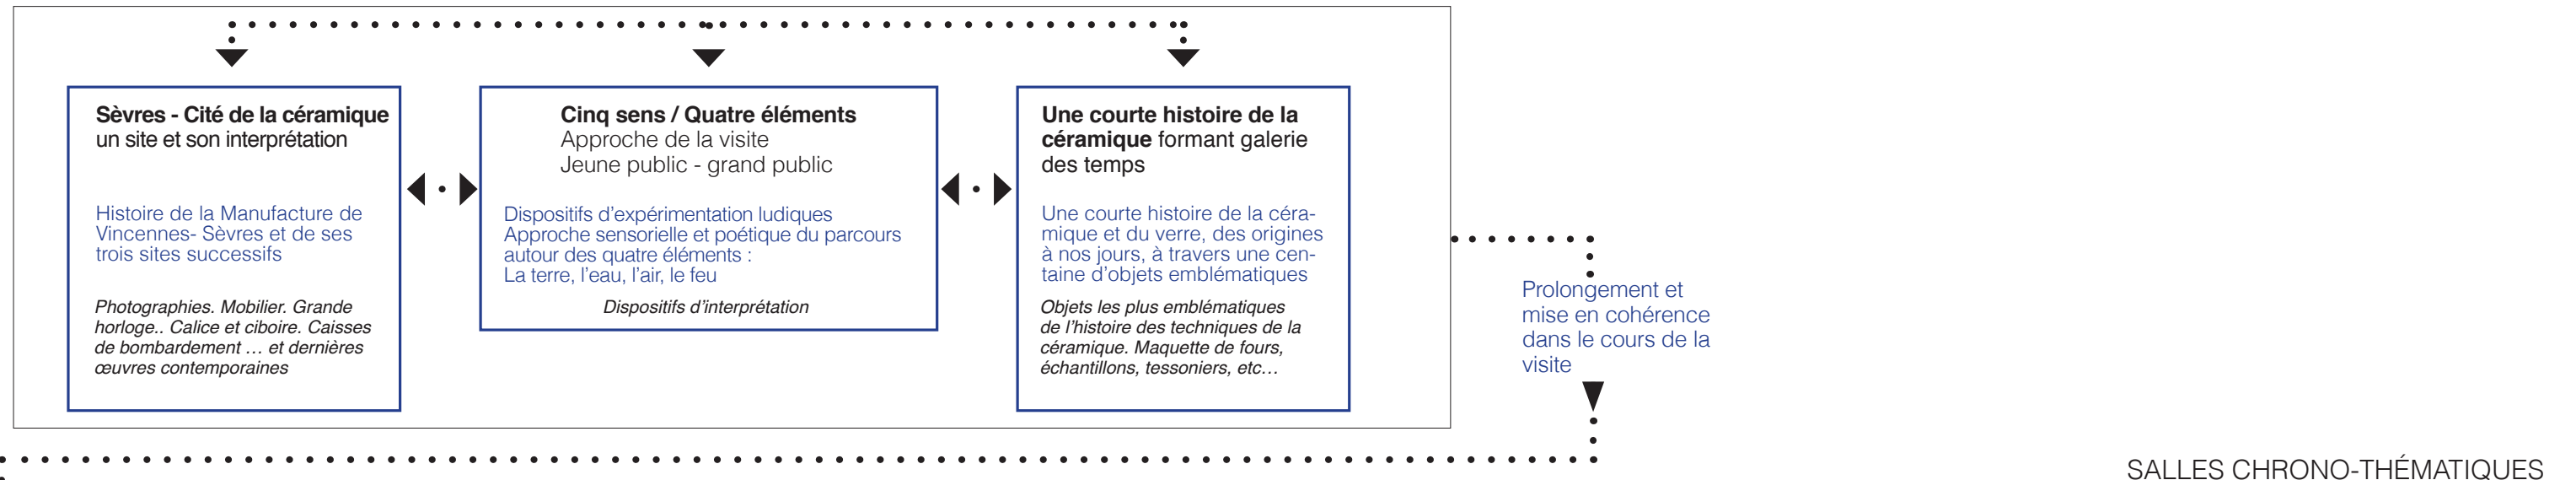 Sèvres - Cité de la céramique
un site et son interprétation
Histoire de la Manufacture de
Vincennes- Sèvres et de ses
trois sites successifs
Photographies. Mobilier. Grande
horloge.. Calice et ciboire. Caisses
de bombardement … et dernières
œuvres contemporaines
Cinq sens / Quatre éléments
Approche de la visite
Jeune public - grand public
Dispositifs d’expérimentation ludiques
Approche sensorielle et poétique du parcours
autour des quatre éléments :
La terre, l’eau, l’air, le feu
Dispositifs d’interprétation
Une courte histoire de la
céramique formant galerie
des temps
Une courte histoire de la céra-
mique et du verre, des origines
à nos jours, à travers une cen-
taine d’objets emblématiques
Objets les plus emblématiques
de l’histoire des techniques de la
céramique. Maquette de fours,
échantillons, tessoniers, etc…
Prolongement et
mise en cohérence
dans le cours de la
visite
SALLES CHRONO-THÉMATIQUES